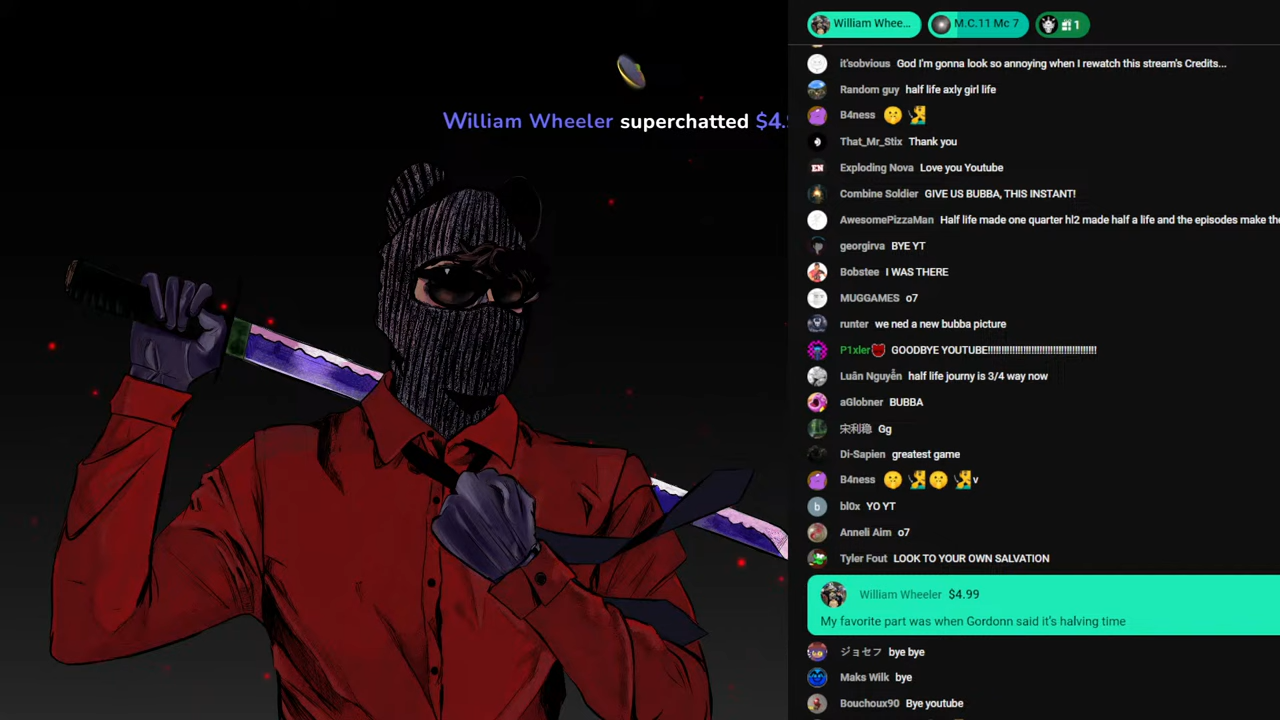 William Whee...
M.C.11 Mc 7
1
William Wheeler superchatted $4.
it'sobvious God I'm gonna look so annoying when I rewatch this stream's Credits...
Random guy half life axly girl life
B4ness
That_Mr_Stix Thank you
EN
Exploding Nova Love you Youtube
Combine Soldier GIVE US BUBBA, THIS INSTANT!
AwesomePizzaMan Half life made one quarter hl2 made half a life and the episodes make the
georgirva BYE YT
Bobstee I WAS THERE
MUGGAMES o7
runter we ned a new bubba picture
P1xler GOODBYE YOUTUBE!!!!!!!!!!!!!!!!!!!!!!!!!!!!!!!!!!!!!!!!
Luân Nguyễn half life journy is 3/4 way now
aGlobner BUBBA
宋利稳 Gg
Di-Sapien greatest game
B4ness v
b bl0x YO YT
Anneli Aim o7
Tyler Fout LOOK TO YOUR OWN SALVATION
William Wheeler $4.99
My favorite part was when Gordonn said it's halving time
ジョセフ bye bye
Maks Wilk bye
Bouchoux90 Bye youtube